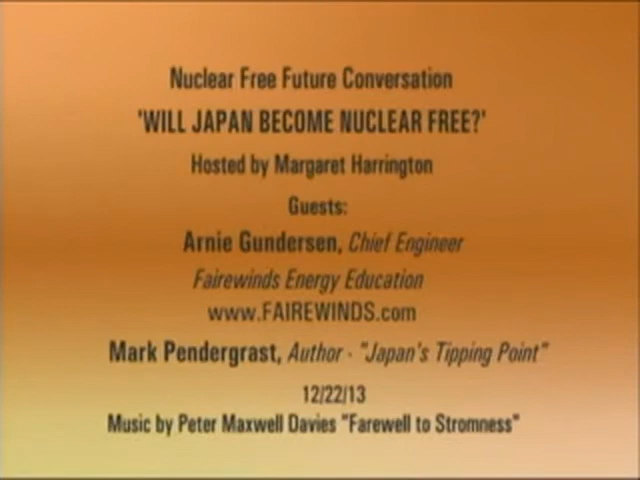 Nuclear Free Future Conversation
'WILL JAPAN BECOME NUCLEAR FREE?'
Hosted by Margaret Harrington
Guests:
Arnie Gundersen, Chief Engineer
Fairewinds Energy Education
www.FAIREWINDS.com
Mark Pendergrast, Author - "Japan's Tipping Point"
12/22/13
Music by Peter Maxwell Davies "Farewell to Stromness"